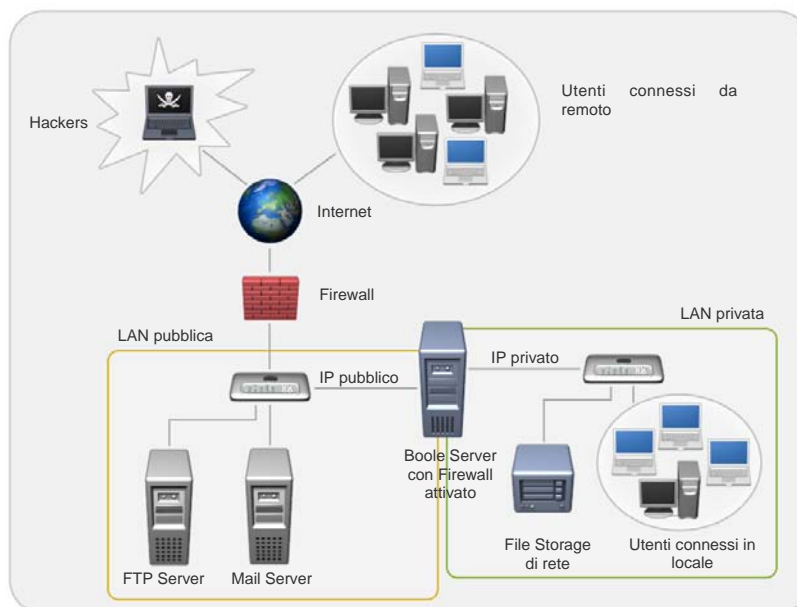 Hackers
Utenti connessi da
remoto
Internet
Firewall
LAN pubblica
LAN privata
IP pubblico
IP privato
Boole Server
con Firewall
attivato
FTP Server
Mail Server
File Storage
di rete
Utenti connessi in
locale